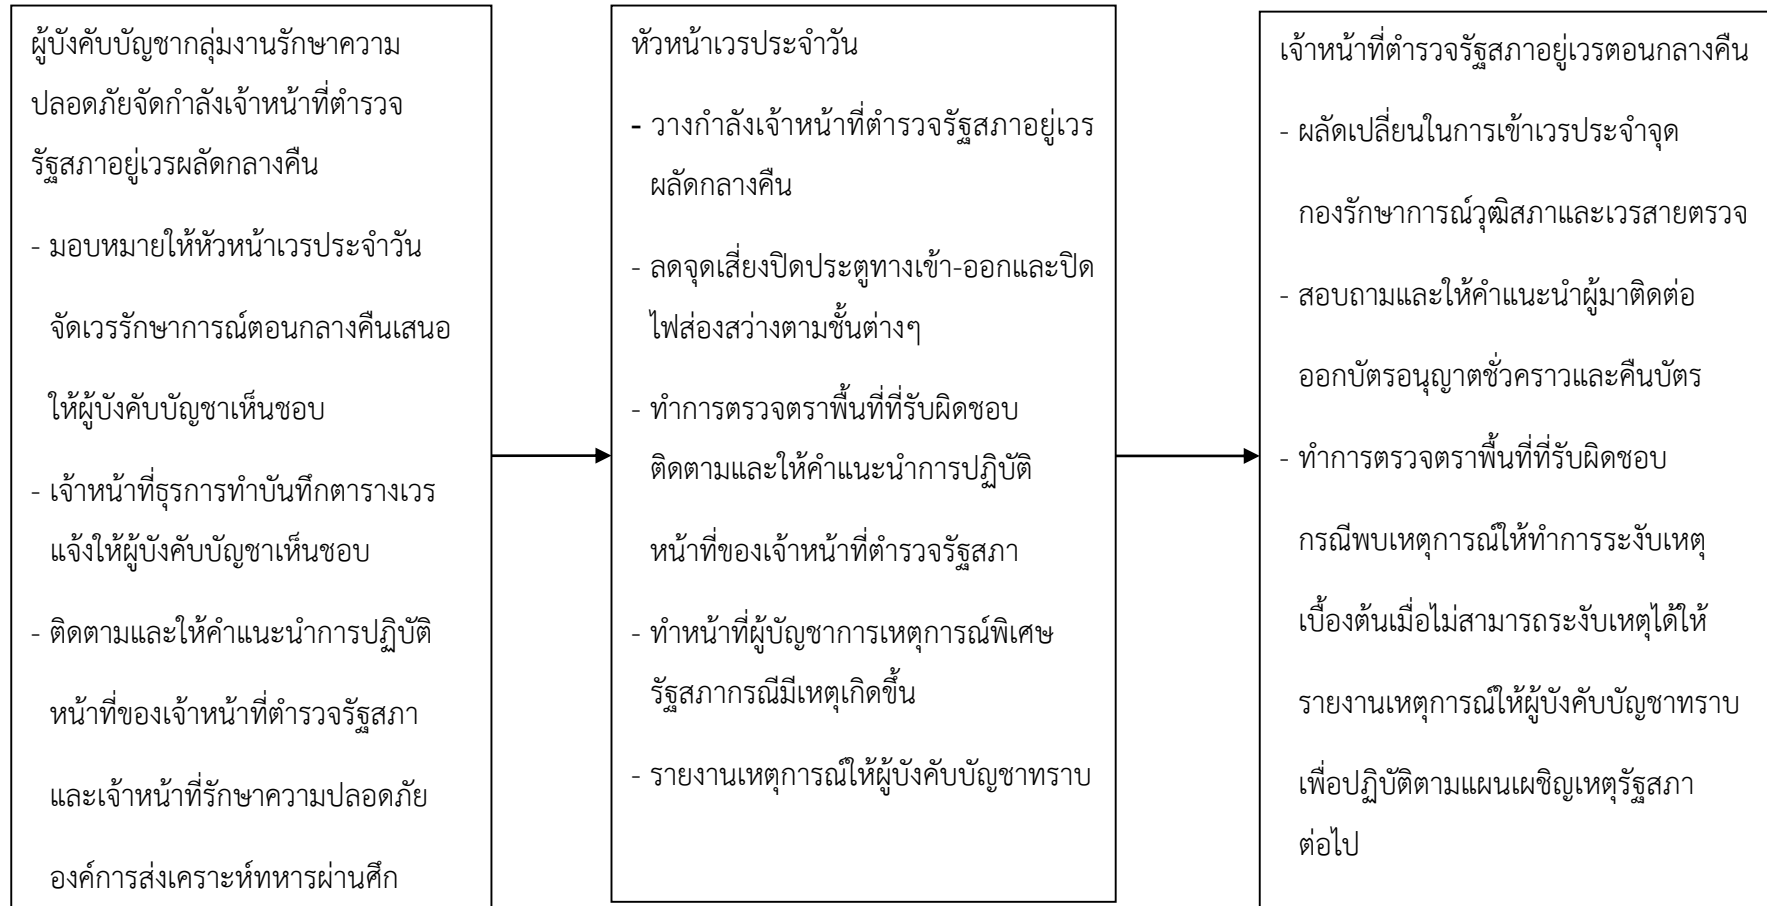 ผู้บังคับบัญชากลุ่มงานรักษาความ
ปลอดภัยจัดกำลังเจ้าหน้าที่ตำรวจ
รัฐสภาอยู่เวรผลัดกลางคืน
- มอบหมายให้หัวหน้าเวรประจำวัน
จัดเวรรักษาการณ์ตอนกลางคืนเสนอ
ให้ผู้บังคับบัญชาเห็นชอบ
- เจ้าหน้าที่ธุรการทำบันทึกตารางเวร
แจ้งให้ผู้บังคับบัญชาเห็นชอบ
- ติดตามและให้คำแนะนำการปฏิบัติ
หน้าที่ของเจ้าหน้าที่ตำรวจรัฐสภา
และเจ้าหน้าที่รักษาความปลอดภัย
องค์การส่งเคราะห์ทหารผ่านศึก
หัวหน้าเวรประจำวัน
- วางกำลังเจ้าหน้าที่ตำรวจรัฐสภาอยู่เวร
ผลัดกลางคืน
- ลดจุดเสี่ยงปิดประตูทางเข้า-ออกและปิด
ไฟส่องสว่างตามชั้นต่างๆ
- ทำการตรวจตราพื้นที่ที่รับผิดชอบ
ติดตามและให้คำแนะนำการปฏิบัติ
หน้าที่ของเจ้าหน้าที่ตำรวจรัฐสภา
- ทำหน้าที่ผู้บัญชาการเหตุการณ์พิเศษ
รัฐสภากรณีมีเหตุเกิดขึ้น
- รายงานเหตุการณ์ให้ผู้บังคับบัญชาทราบ
เจ้าหน้าที่ตำรวจรัฐสภาอยู่เวรตอนกลางคืน
- ผลัดเปลี่ยนในการเข้าเวรประจำจุด
กองรักษาการณ์วุฒิสภาและเวรสายตรวจ
- สอบถามและให้คำแนะนำผู้มาติดต่อ
ออกบัตรอนุญาตชั่วคราวและคืนบัตร
- ทำการตรวจตราพื้นที่ที่รับผิดชอบ
กรณีพบเหตุการณ์ให้ทำการระงับเหตุ
เบื้องต้นเมื่อไม่สามารถระงับเหตุได้ให้
รายงานเหตุการณ์ให้ผู้บังคับบัญชาทราบ
เพื่อปฏิบัติตามแผนเผชิญเหตุรัฐสภา
ต่อไป